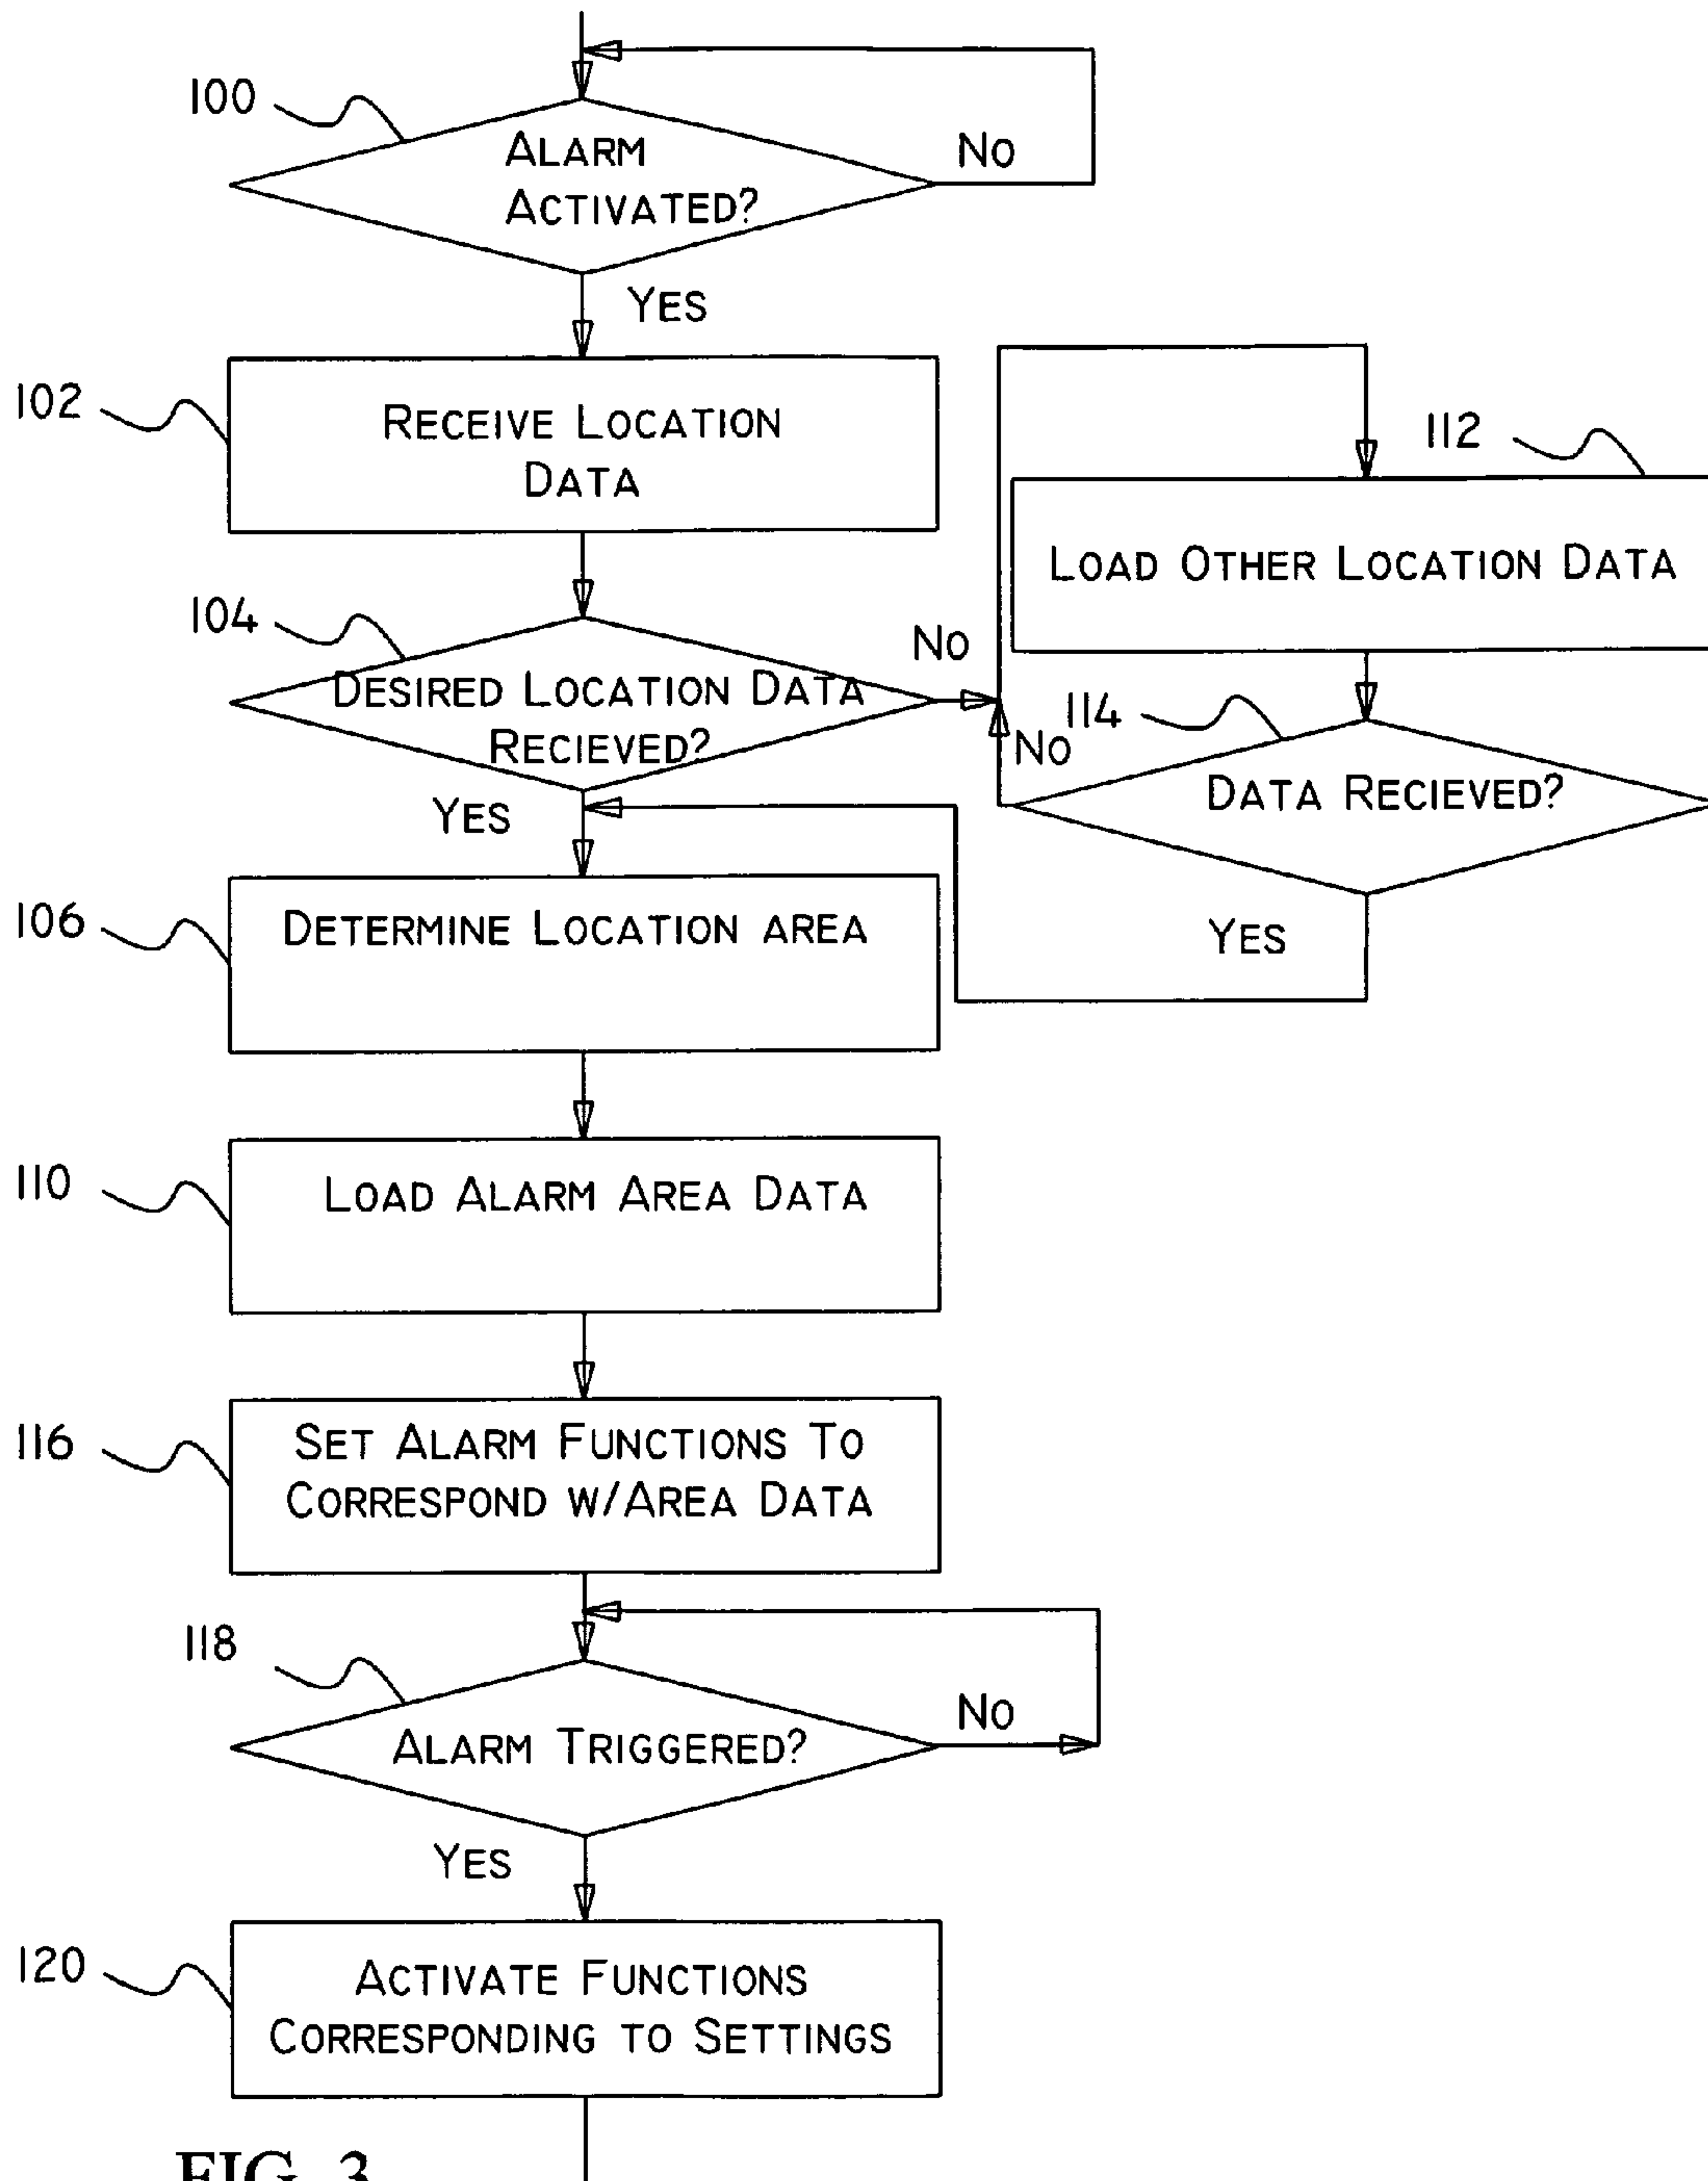 100
ALARM
ACTIVATED?
NO
YES
102
RECEIVE LOCATION
DATA
112
LOAD OTHER LOCATION DATA
104
DESIRED LOCATION DATA
RECIEVED?
NO
114
NO
DATA RECIEVED?
YES
YES
106
DETERMINE LOCATION AREA
110
LOAD ALARM AREA DATA
116
SET ALARM FUNCTIONS TO
CORRESPOND W/AREA DATA
118
ALARM TRIGGERED?
NO
YES
120
ACTIVATE FUNCTIONS
CORRESPONDING TO SETTINGS
FIG. 3